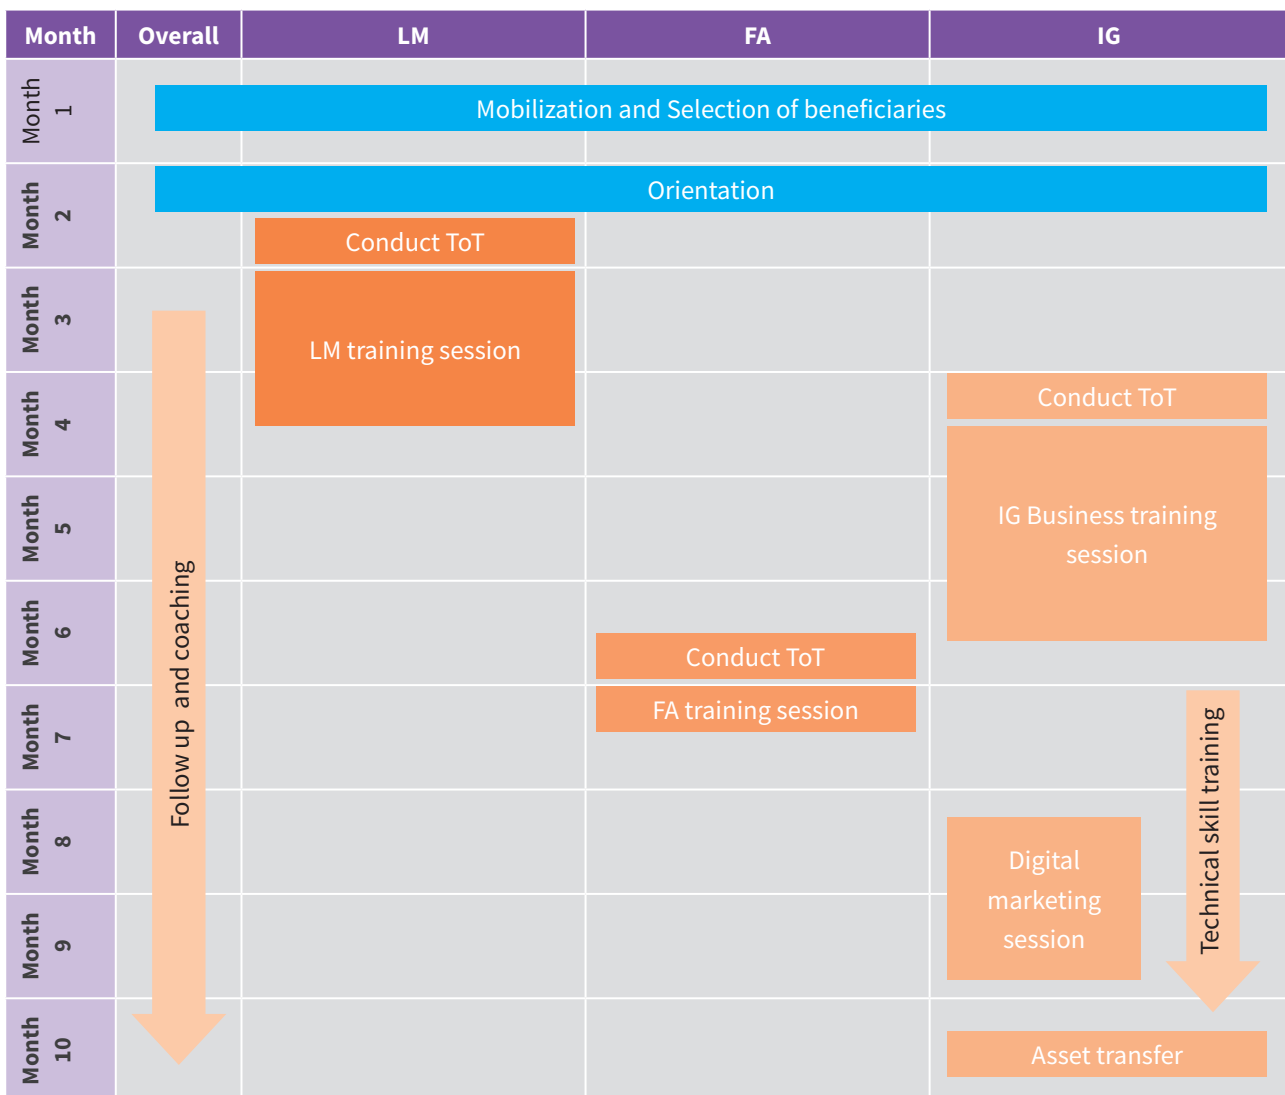 Month Overall LM FA IG
Month 1
Mobilization and Selection of beneficiaries
Month 2
Orientation
Conduct ToT
Month 3
LM training session
Month 4
Conduct ToT
Month 5
IG Business training
session
Month 6
Conduct ToT
Follow up and coaching
Month 7
FA training session
Technical skill training
Month 8
Digital
marketing
session
Month 9
Month 10
Asset transfer